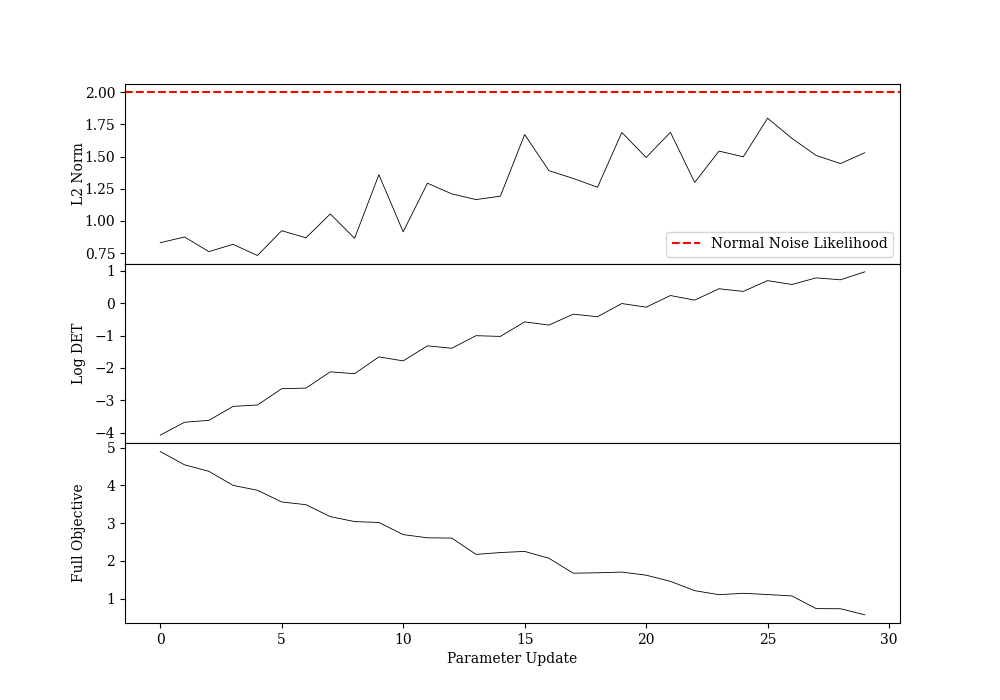 2.00
1.75
1.50
1.25
1.00
0.75
L2 Norm
Normal Noise Likelihood
1
0
−1
−2
−3
−4
Log DET
5
4
3
2
1
Full Objective
0 5 10 15 20 25 30
Parameter Update